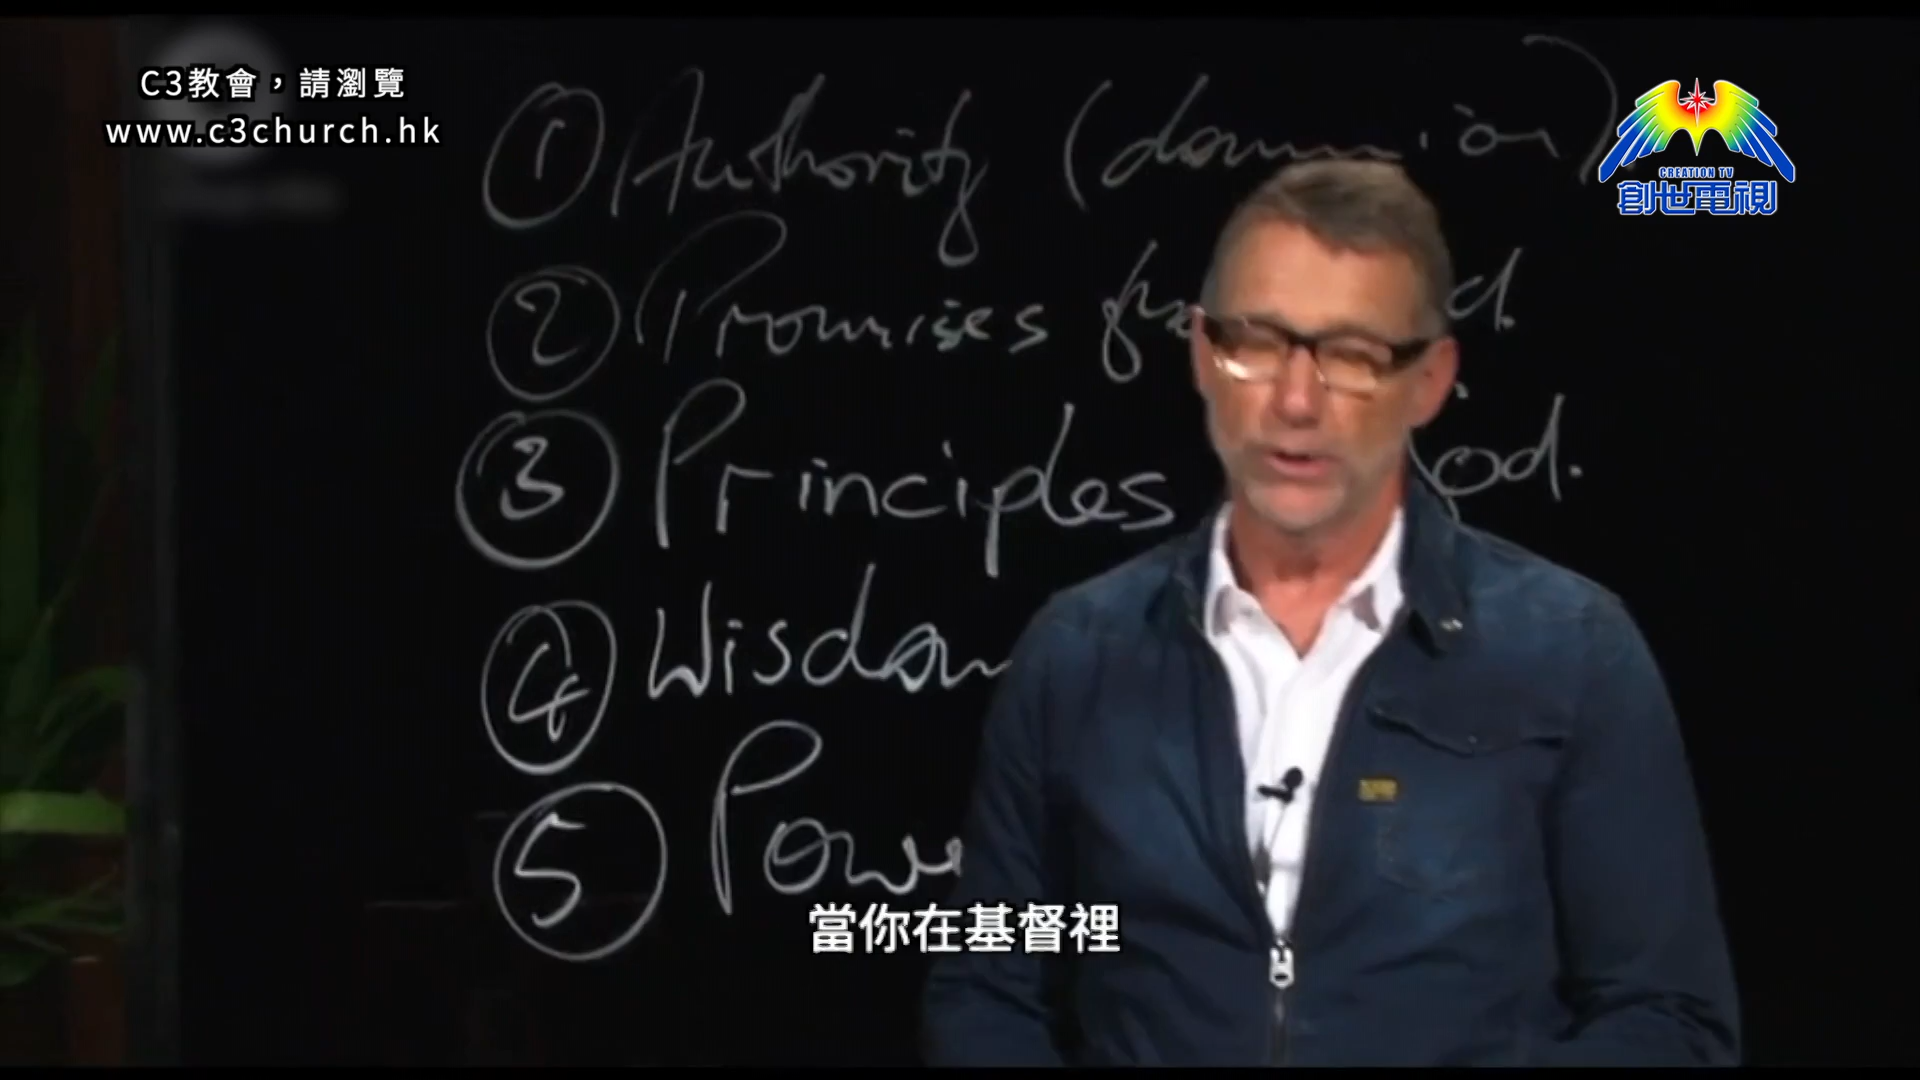 C3教會，請瀏覽
www.c3church.hk
CREATION TV
創世電視
① Authority (dominion)
② Promises
③ Principles
④ Wisdom
⑤
當你在基督裡